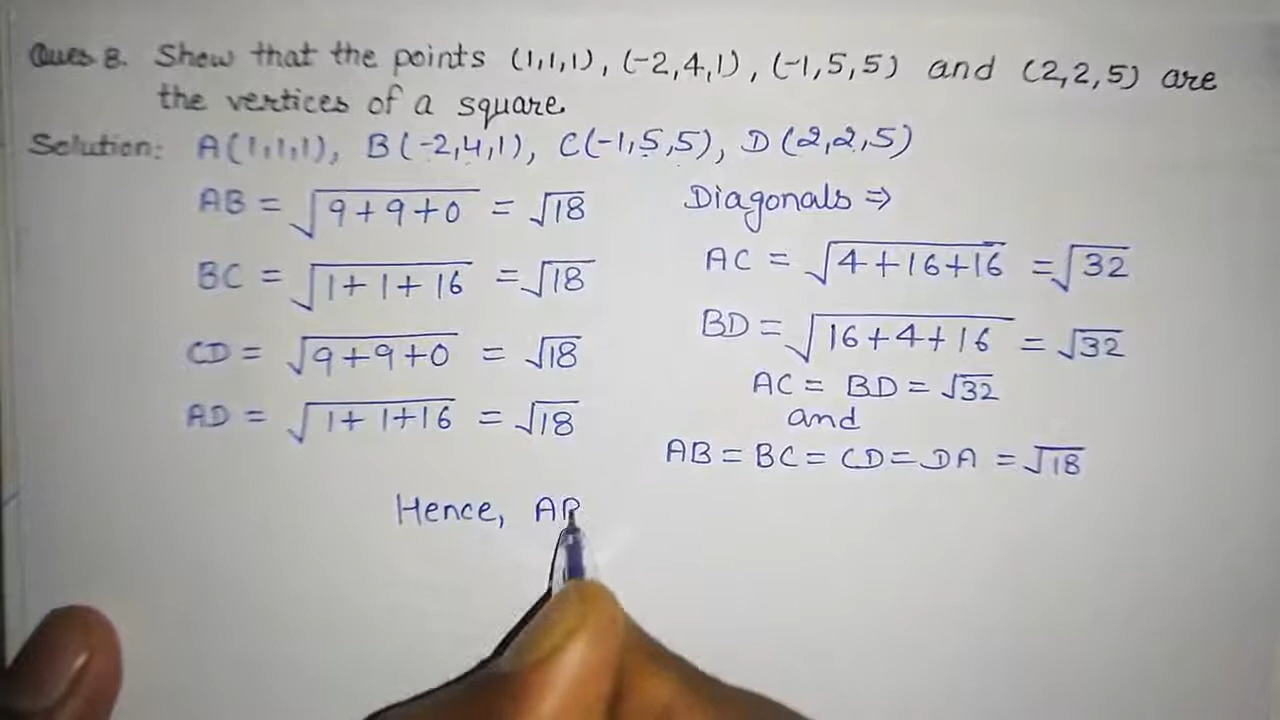 Ques 8. Show that the points (1,1,1), (-2,4,1), (-1,5,5) and (2,2,5) are
the vertices of a square.
Solution: A(1,1,1), B(-2,4,1), C(-1,5,5), D(2,2,5)
AB = √9+9+0 = √18
BC = √1+1+16 = √18
CD = √9+9+0 = √18
AD = √1+1+16 = √18
Diagonals ⇒
AC = √4+16+16 = √32
BD = √16+4+16 = √32
AC = BD = √32
and
AB = BC = CD = DA = √18
Hence, AB